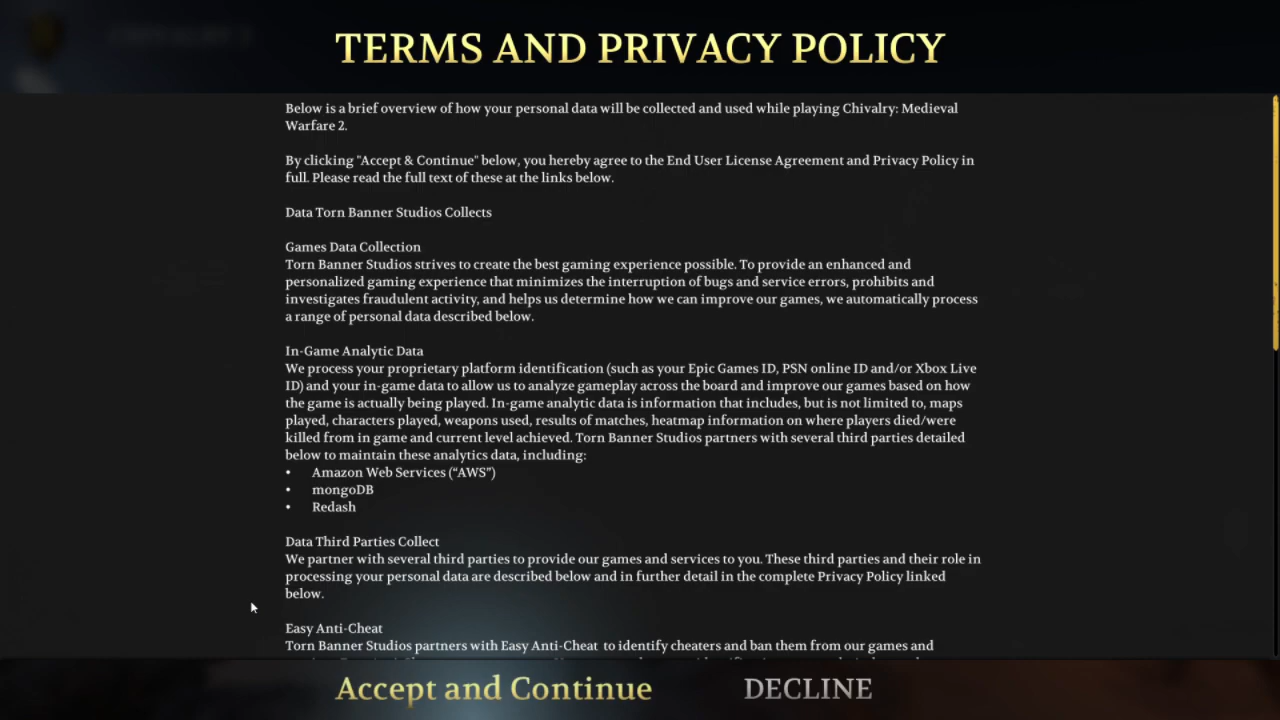 TERMS AND PRIVACY POLICY
Below is a brief overview of how your personal data will be collected and used while playing Chivalry: Medieval
Warfare 2.
By clicking "Accept & Continue" below, you hereby agree to the End User License Agreement and Privacy Policy in
full. Please read the full text of these at the links below.
Data Torn Banner Studios Collects
Games Data Collection
Torn Banner Studios strives to create the best gaming experience possible. To provide an enhanced and
personalized gaming experience that minimizes the interruption of bugs and service errors, prohibits and
investigates fraudulent activity, and helps us determine how we can improve our games, we automatically process
a range of personal data described below.
In-Game Analytic Data
We process your proprietary platform identification (such as your Epic Games ID, PSN online ID and/or Xbox Live
ID) and your in-game data to allow us to analyze gameplay across the board and improve our games based on how
the game is actually being played. In-game analytic data is information that includes, but is not limited to, maps
played, characters played, weapons used, results of matches, heatmap information on where players died/were
killed from in game and current level achieved. Torn Banner Studios partners with several third parties detailed
below to maintain these analytics data, including:
• Amazon Web Services (“AWS”)
• mongoDB
• Redash
Data Third Parties Collect
We partner with several third parties to provide our games and services to you. These third parties and their role in
processing your personal data are described below and in further detail in the complete Privacy Policy linked
below.
Easy Anti-Cheat
Torn Banner Studios partners with Easy Anti-Cheat to identify cheaters and ban them from our games and
Accept and Continue
DECLINE